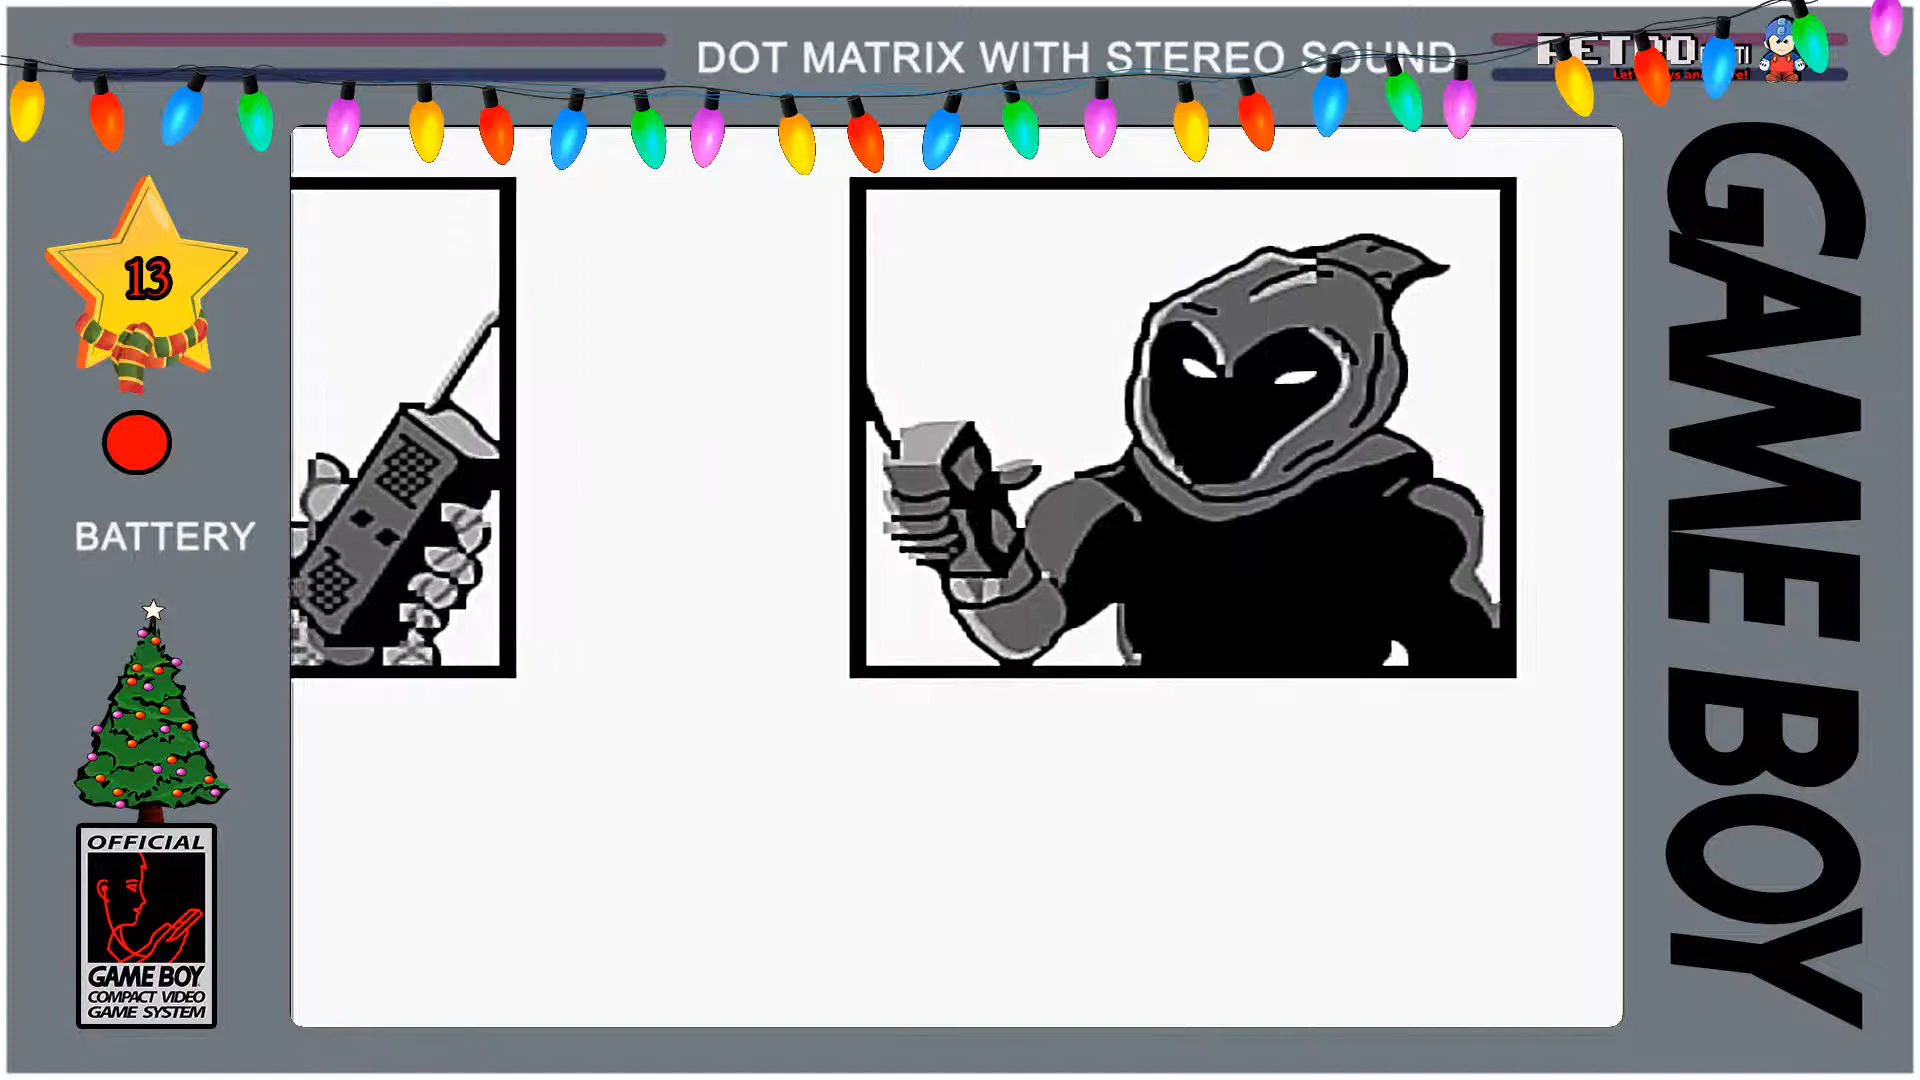 DOT MATRIX WITH STEREO SOUND
13
BATTERY
OFFICIAL
GAME BOY
COMPACT VIDEO
GAME SYSTEM
GAME BOY